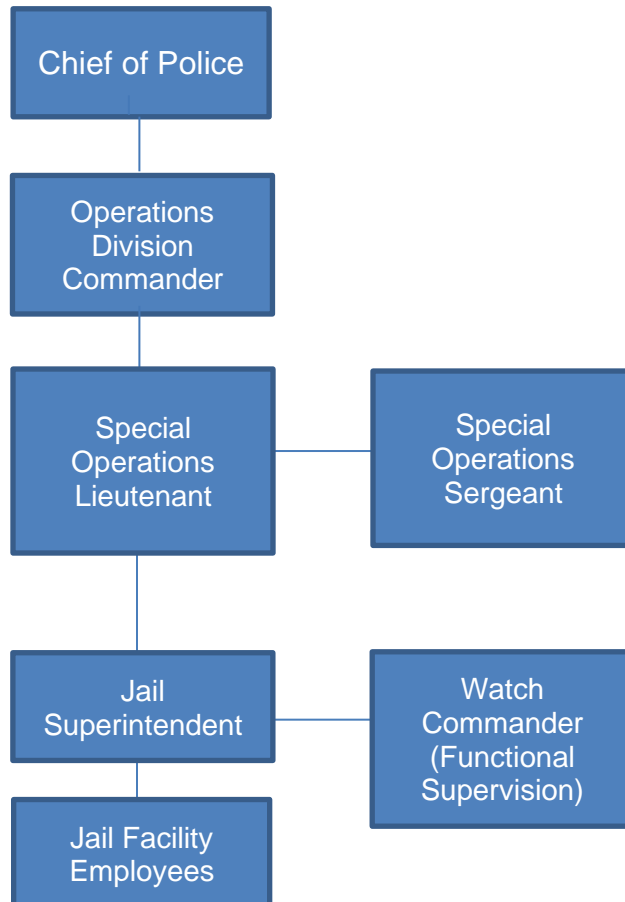 Chief of Police
Operations
Division
Commander
Special
Operations
Lieutenant
Special
Operations
Sergeant
Jail
Superintendent
Watch
Commander
(Functional
Supervision)
Jail Facility
Employees